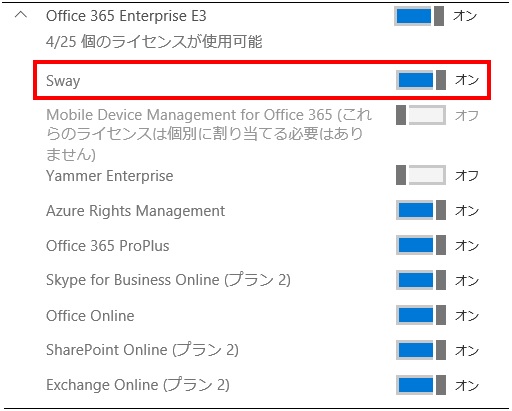 Office 365 Enterprise E3 オン
4/25 個のライセンスが使用可能
Sway オン
Mobile Device Management for Office 365 (これ オフ
らのライセンスは個別に割り当てる必要はあり
ません)
Yammer Enterprise オフ
Azure Rights Management オン
Office 365 ProPlus オン
Skype for Business Online (プラン 2) オン
Office Online オン
SharePoint Online (プラン 2) オン
Exchange Online (プラン 2) オン